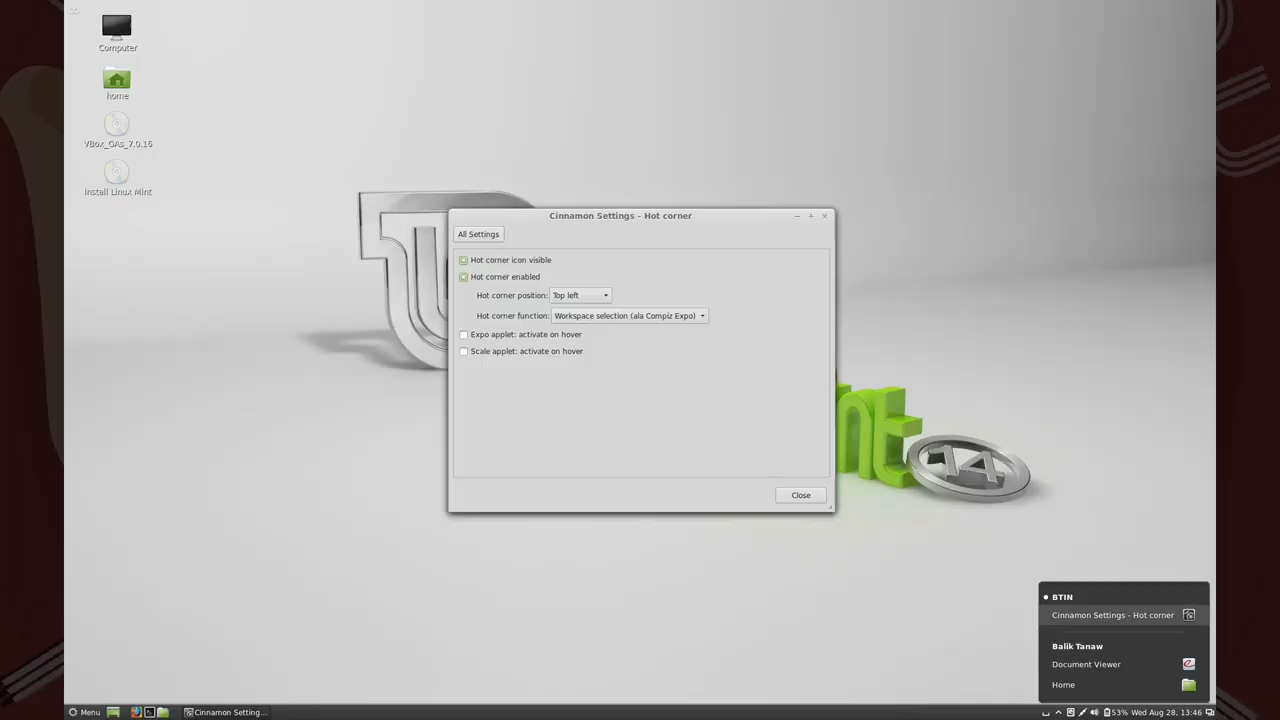 Computer
home
VBox_GAs_7.0.16
Install Linux Mint
Cinnamon Settings - Hot corner
All Settings
Hot corner icon visible
Hot corner enabled
Hot corner position: Top left
Hot corner function: Workspace selection (ala Compiz Expo)
Expo applet: activate on hover
Scale applet: activate on hover
Close
nt
14
BTIN
Cinnamon Settings - Hot corner
Balik Tanaw
Document Viewer
Home
Menu
Cinnamon Setting...
53% Wed Aug 28, 13:46